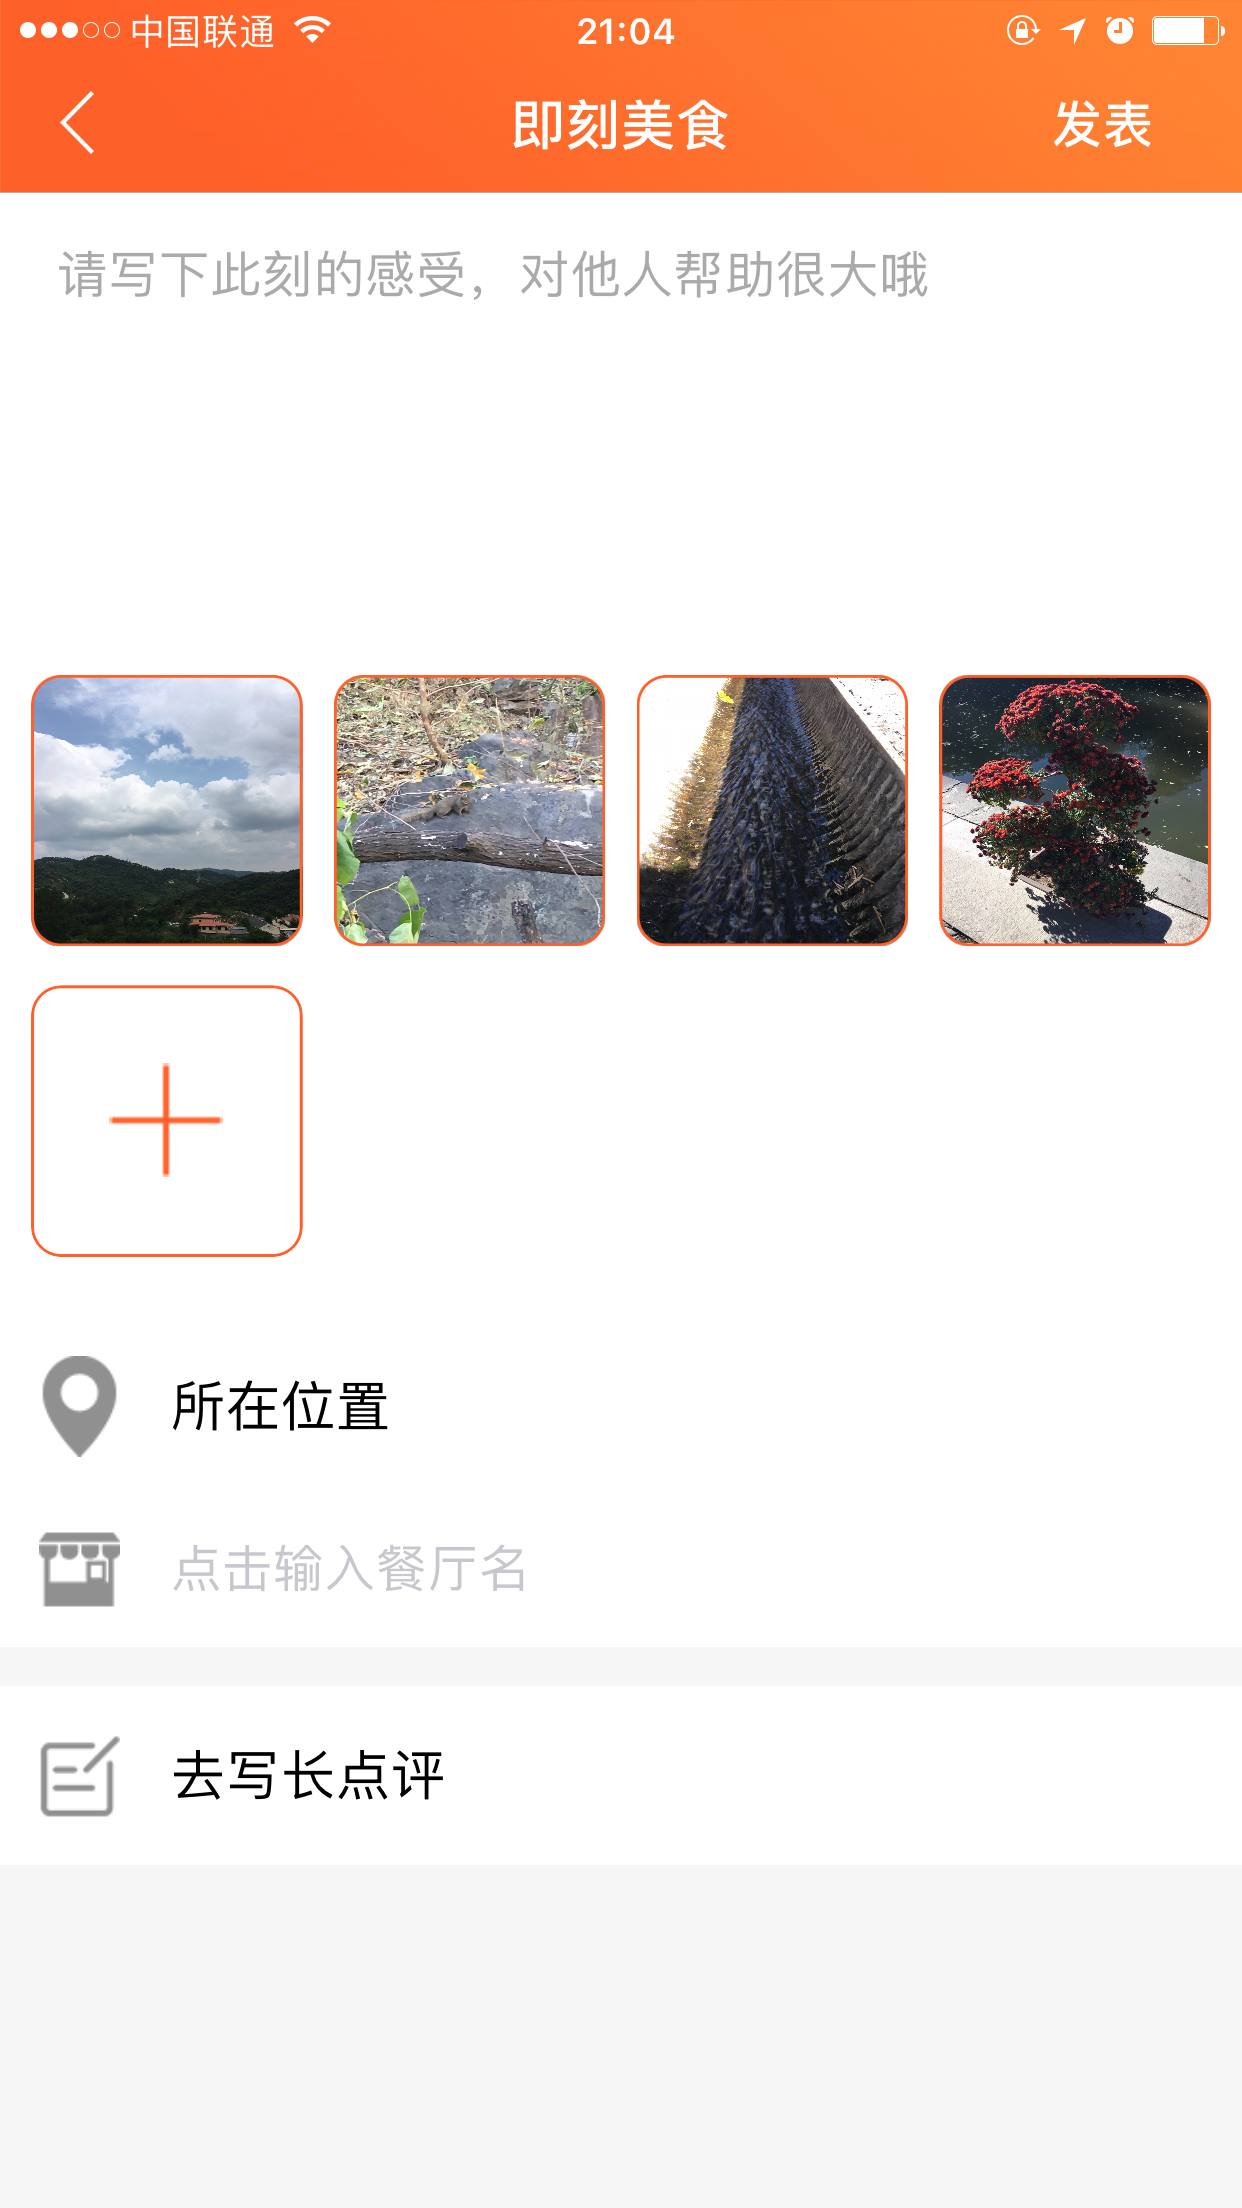 中国联通 21:04
即刻美食 发表
请写下此刻的感受，对他人帮助很大哦
所在位置
点击输入餐厅名
去写长点评